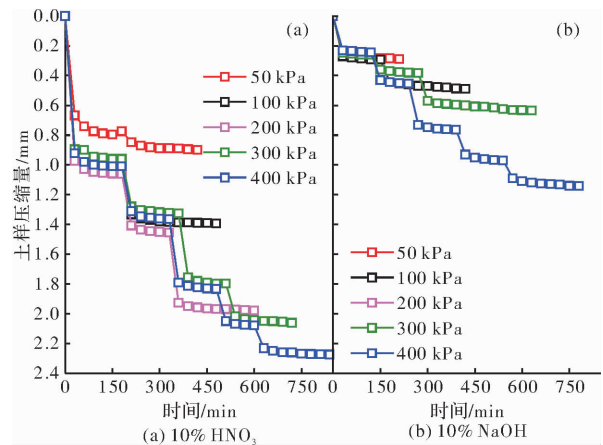 0.0
0.4
0.6
0.8
1.0
1.2
1.4
1.6
1.8
2.0
2.2
2.4
土样压缩量/mm
(a)
50 kPa
100 kPa
200 kPa
300 kPa
400 kPa
0 150 300 450 600 750
时间/min
(a) 10% HNO₃
(b)
50 kPa
100 kPa
200 kPa
300 kPa
400 kPa
0 150 300 450 600 750
时间/min
(b) 10% NaOH